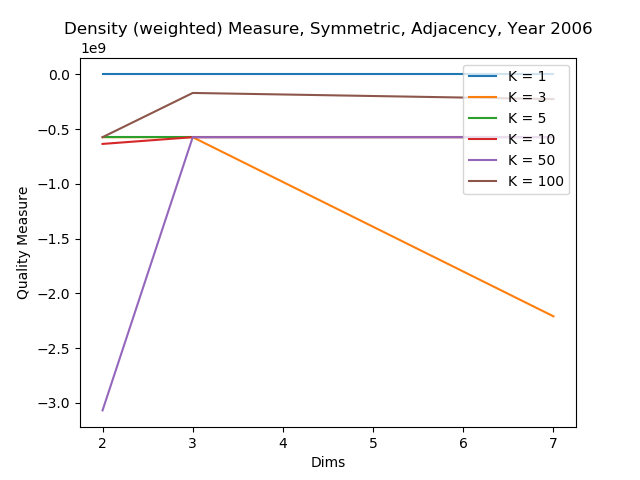 Density (weighted) Measure, Symmetric, Adjacency, Year 2006
1e9
0.0
−0.5
−1.0
−1.5
−2.0
−2.5
−3.0
Quality Measure
K = 1
K = 3
K = 5
K = 10
K = 50
K = 100
2 3 4 5 6 7
Dims